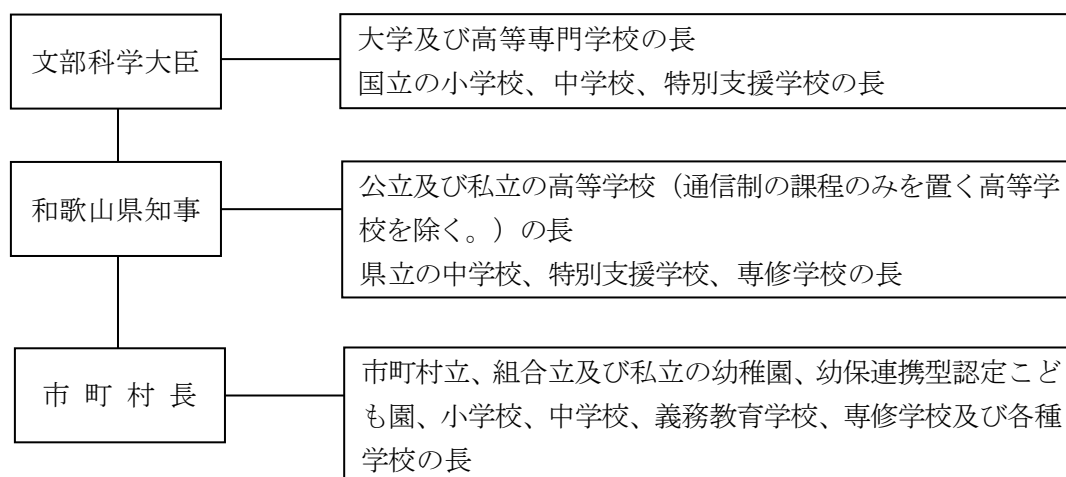 文部科学大臣
大学及び高等専門学校の長
国立の小学校、中学校、特別支援学校の長
和歌山県知事
公立及び私立の高等学校（通信制の課程のみを置く高等学
校を除く。）の長
県立の中学校、特別支援学校、専修学校の長
市 町 村 長
市町村立、組合立及び私立の幼稚園、幼保連携型認定こど
も園、小学校、中学校、義務教育学校、専修学校及び各種
学校の長